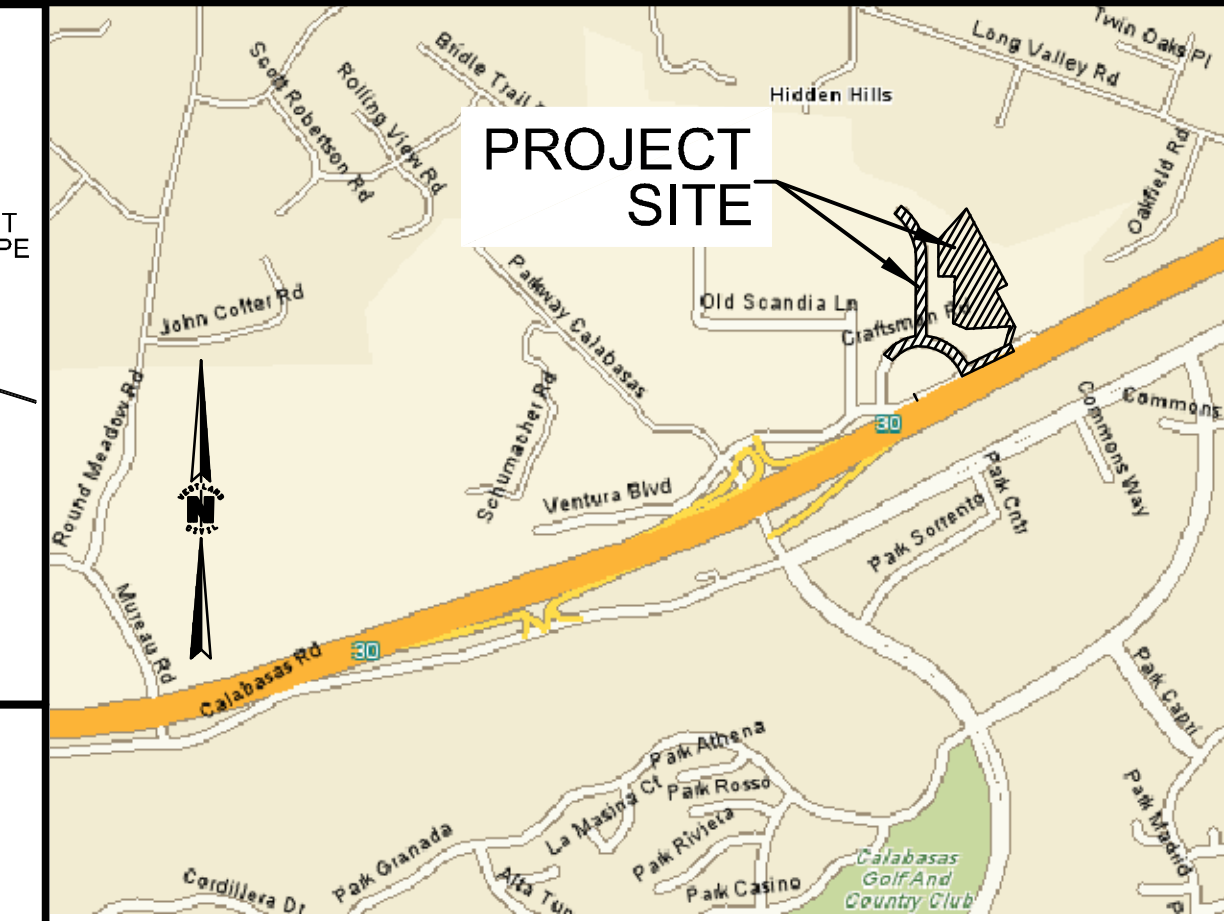 Twin Oaks Pl
Long Valley Rd
Bridle Trail
Scott Robertson Rd
Rolling View Rd
Hidden Hills
PROJECT
SITE
Oakfield Rd
T
PE
Parkway Calabasas
Old Scandia Ln
John Colter Rd
Craftsman Rd
Round Meadow Rd
Schumacher Rd
Commons
Commons Way
30
Ventura Blvd
Park Cntr
Park Sorrento
N
Mureau Rd
30
Calabasas Rd
Park Capri
Park Athena
Park Rosso
La Masina Ct
Park Madrid
Park Riviera
Park Granada
Calabasas
Golf And
Country Club
Park Casino
Alta Tun
Cordillera Dr
P